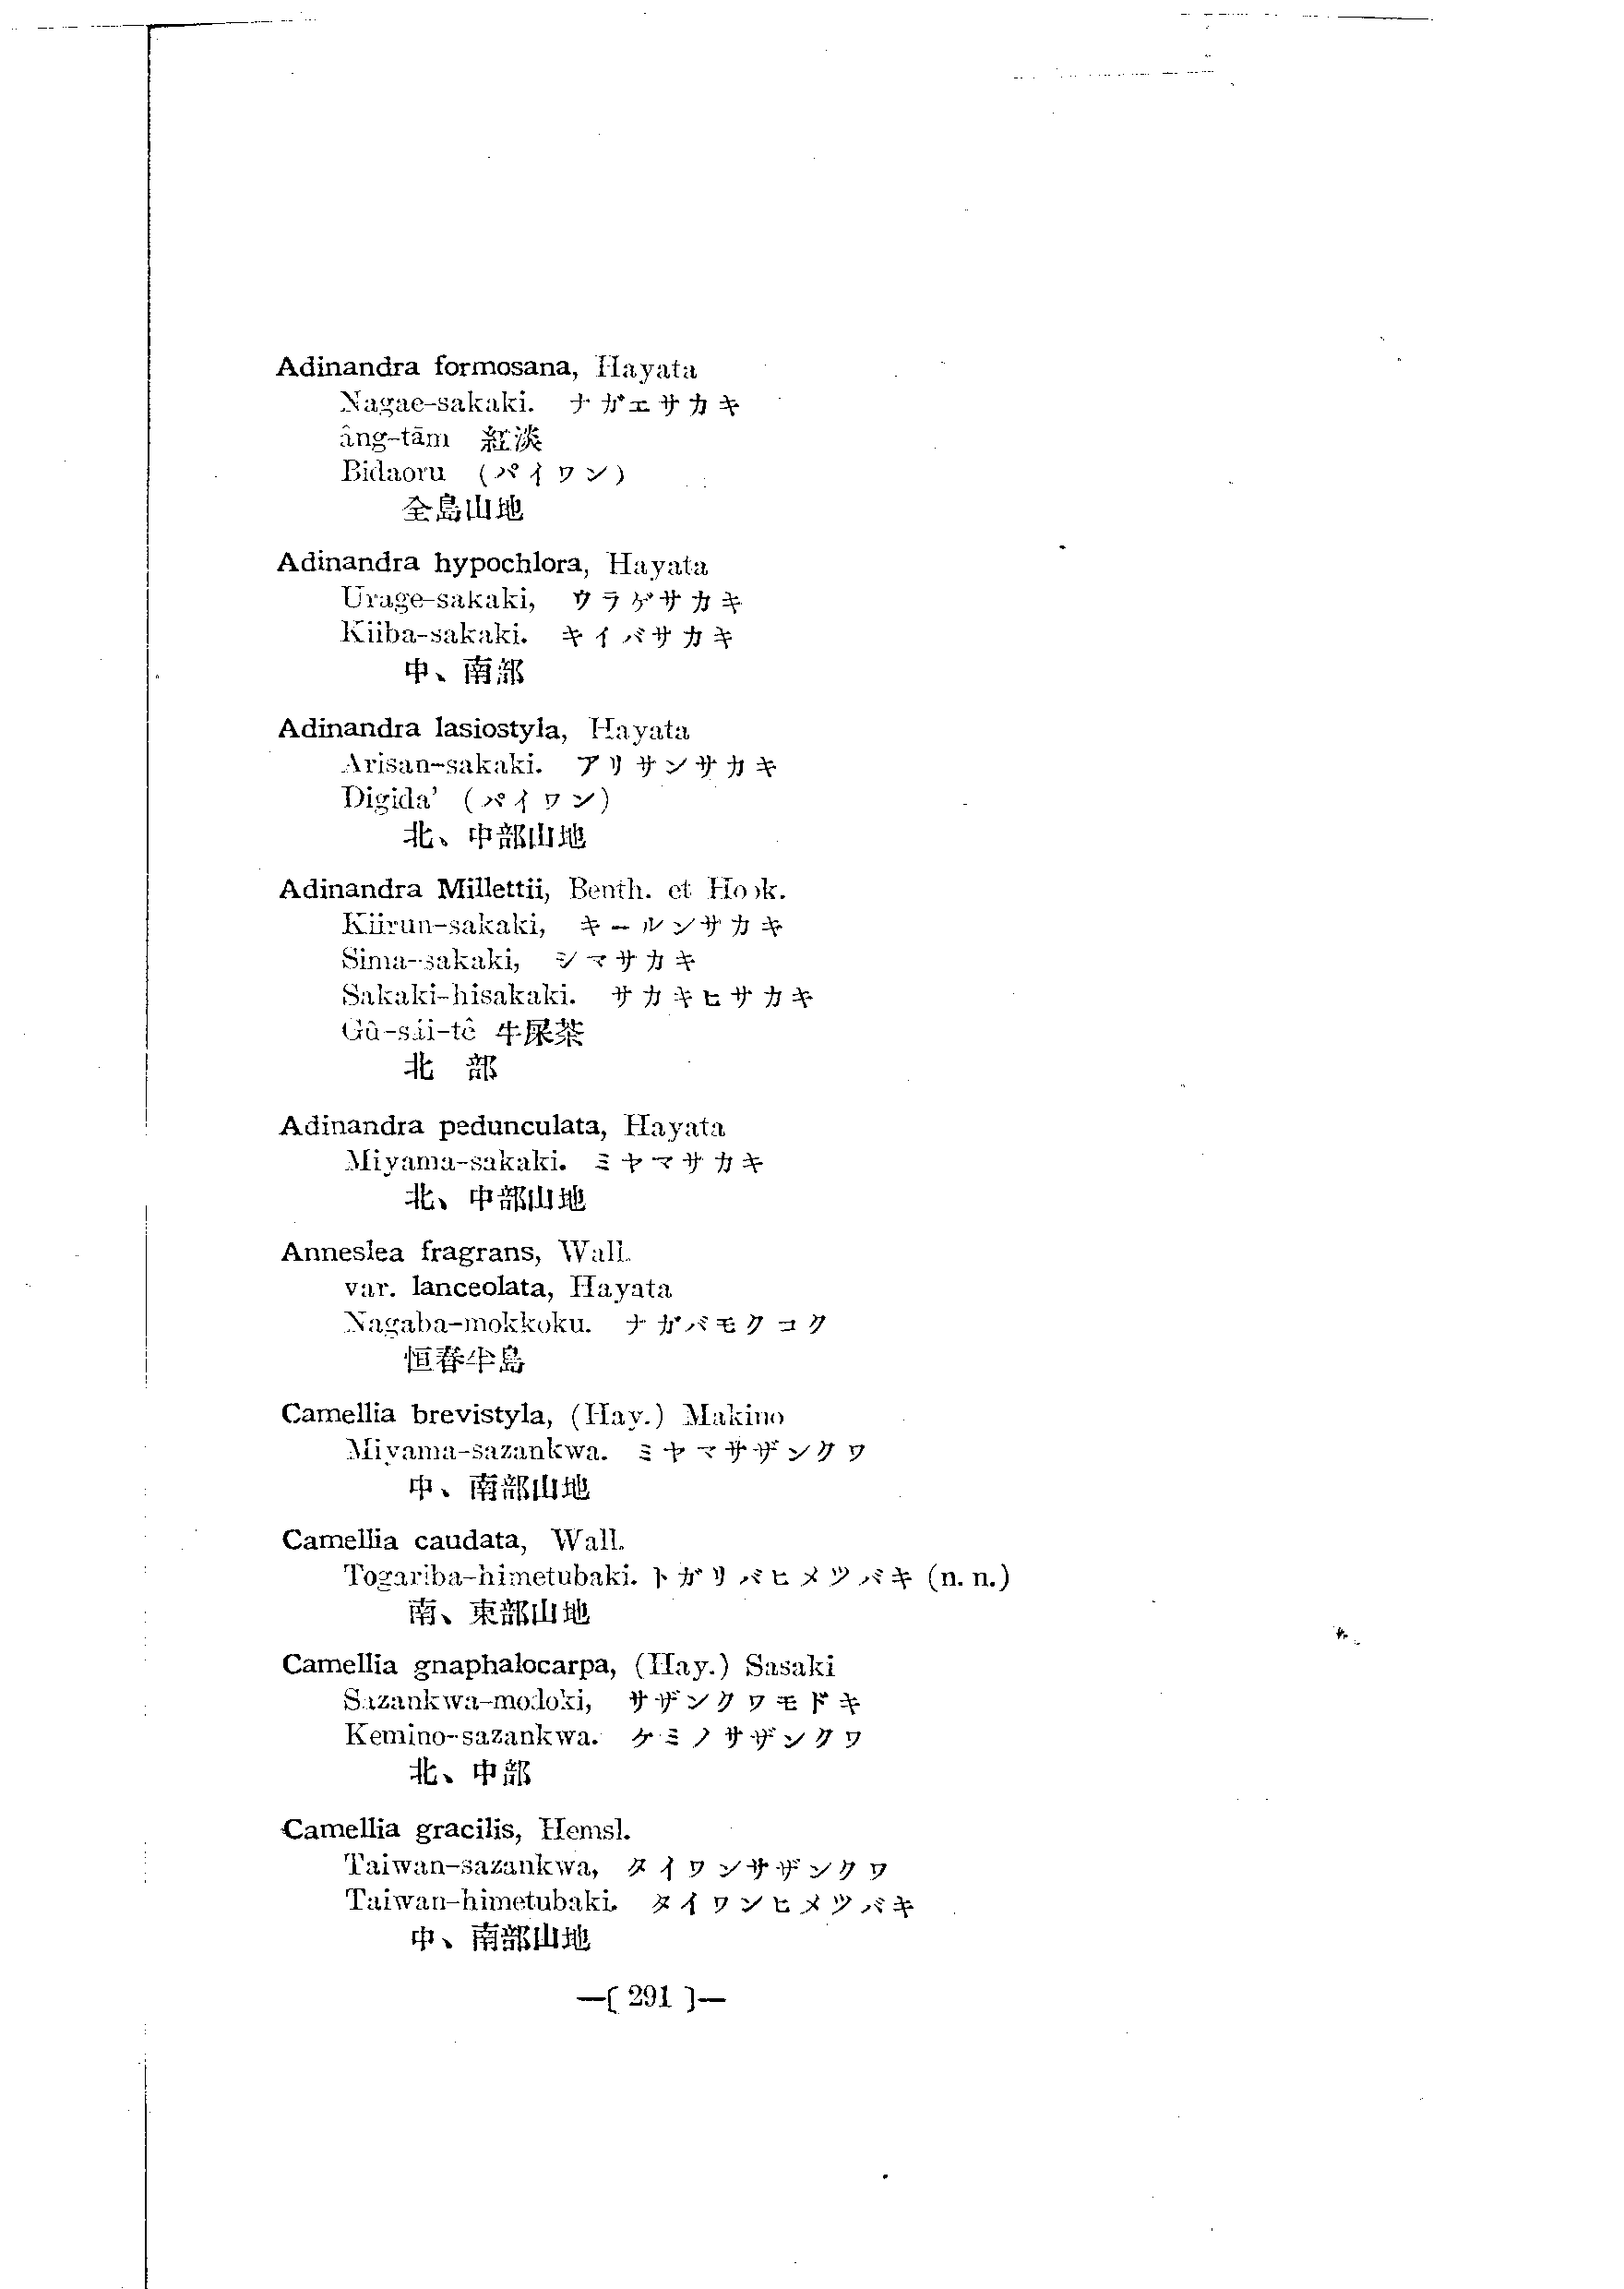 Adinandra formosana, Hayata
Nagae-sakaki. ナガエサカキ
âng-tām 紅淡
Bidaoru (パイワン)
全島山地
Adinandra hypochlora, Hayata
Urage-sakaki, ウラゲサカキ
Kiiba-sakaki. キイバサカキ
中、南部
Adinandra lasiostyla, Hayata
Arisan-sakaki. アリサンサカキ
Digida' (パイワン)
北、中部山地
Adinandra Millettii, Benth. et Hook.
Kiirun-sakaki, キールンサカキ
Sima-sakaki, シマサカキ
Sakaki-hisakaki. サカキヒサカキ
Gû-sái-tê 牛屎茶
北 部
Adinandra pedunculata, Hayata
Miyama-sakaki. ミヤマサカキ
北、中部山地
Anneslea fragrans, Wall.
var. lanceolata, Hayata
Nagaba-mokkoku. ナガバモクコク
恒春半島
Camellia brevistyla, (Hay.) Makino
Miyama-sazankwa. ミヤマサザンクワ
中、南部山地
Camellia caudata, Wall.
Togariba-himetubaki. トガリバヒメツバキ (n. n.)
南、東部山地
Camellia gnaphalocarpa, (Hay.) Sasaki
Sazankwa-modoki, サザンクワモドキ
Kemino-sazankwa. ケミノサザンクワ
北、中部
Camellia gracilis, Hemsl.
Taiwan-sazankwa, タイワンサザンクワ
Taiwan-himetubaki. タイワンヒメツバキ
中、南部山地
—[ 291 ]—